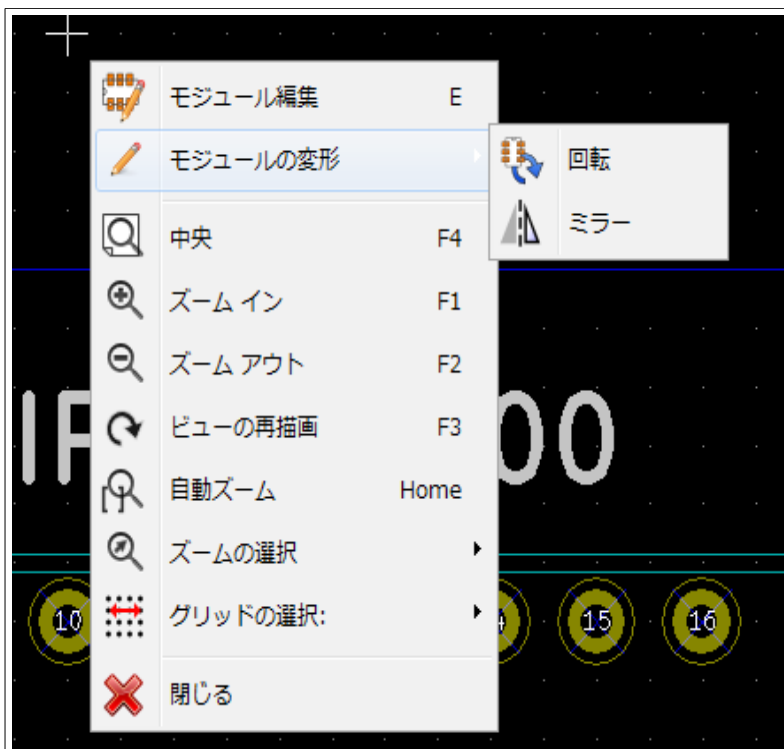 モジュール編集 E
モジュールの変形
回転
ミラー
中央 F4
ズーム イン F1
ズーム アウト F2
ビューの再描画 F3
00
自動ズーム Home
ズームの選択
グリッドの選択:
10
15
16
閉じる